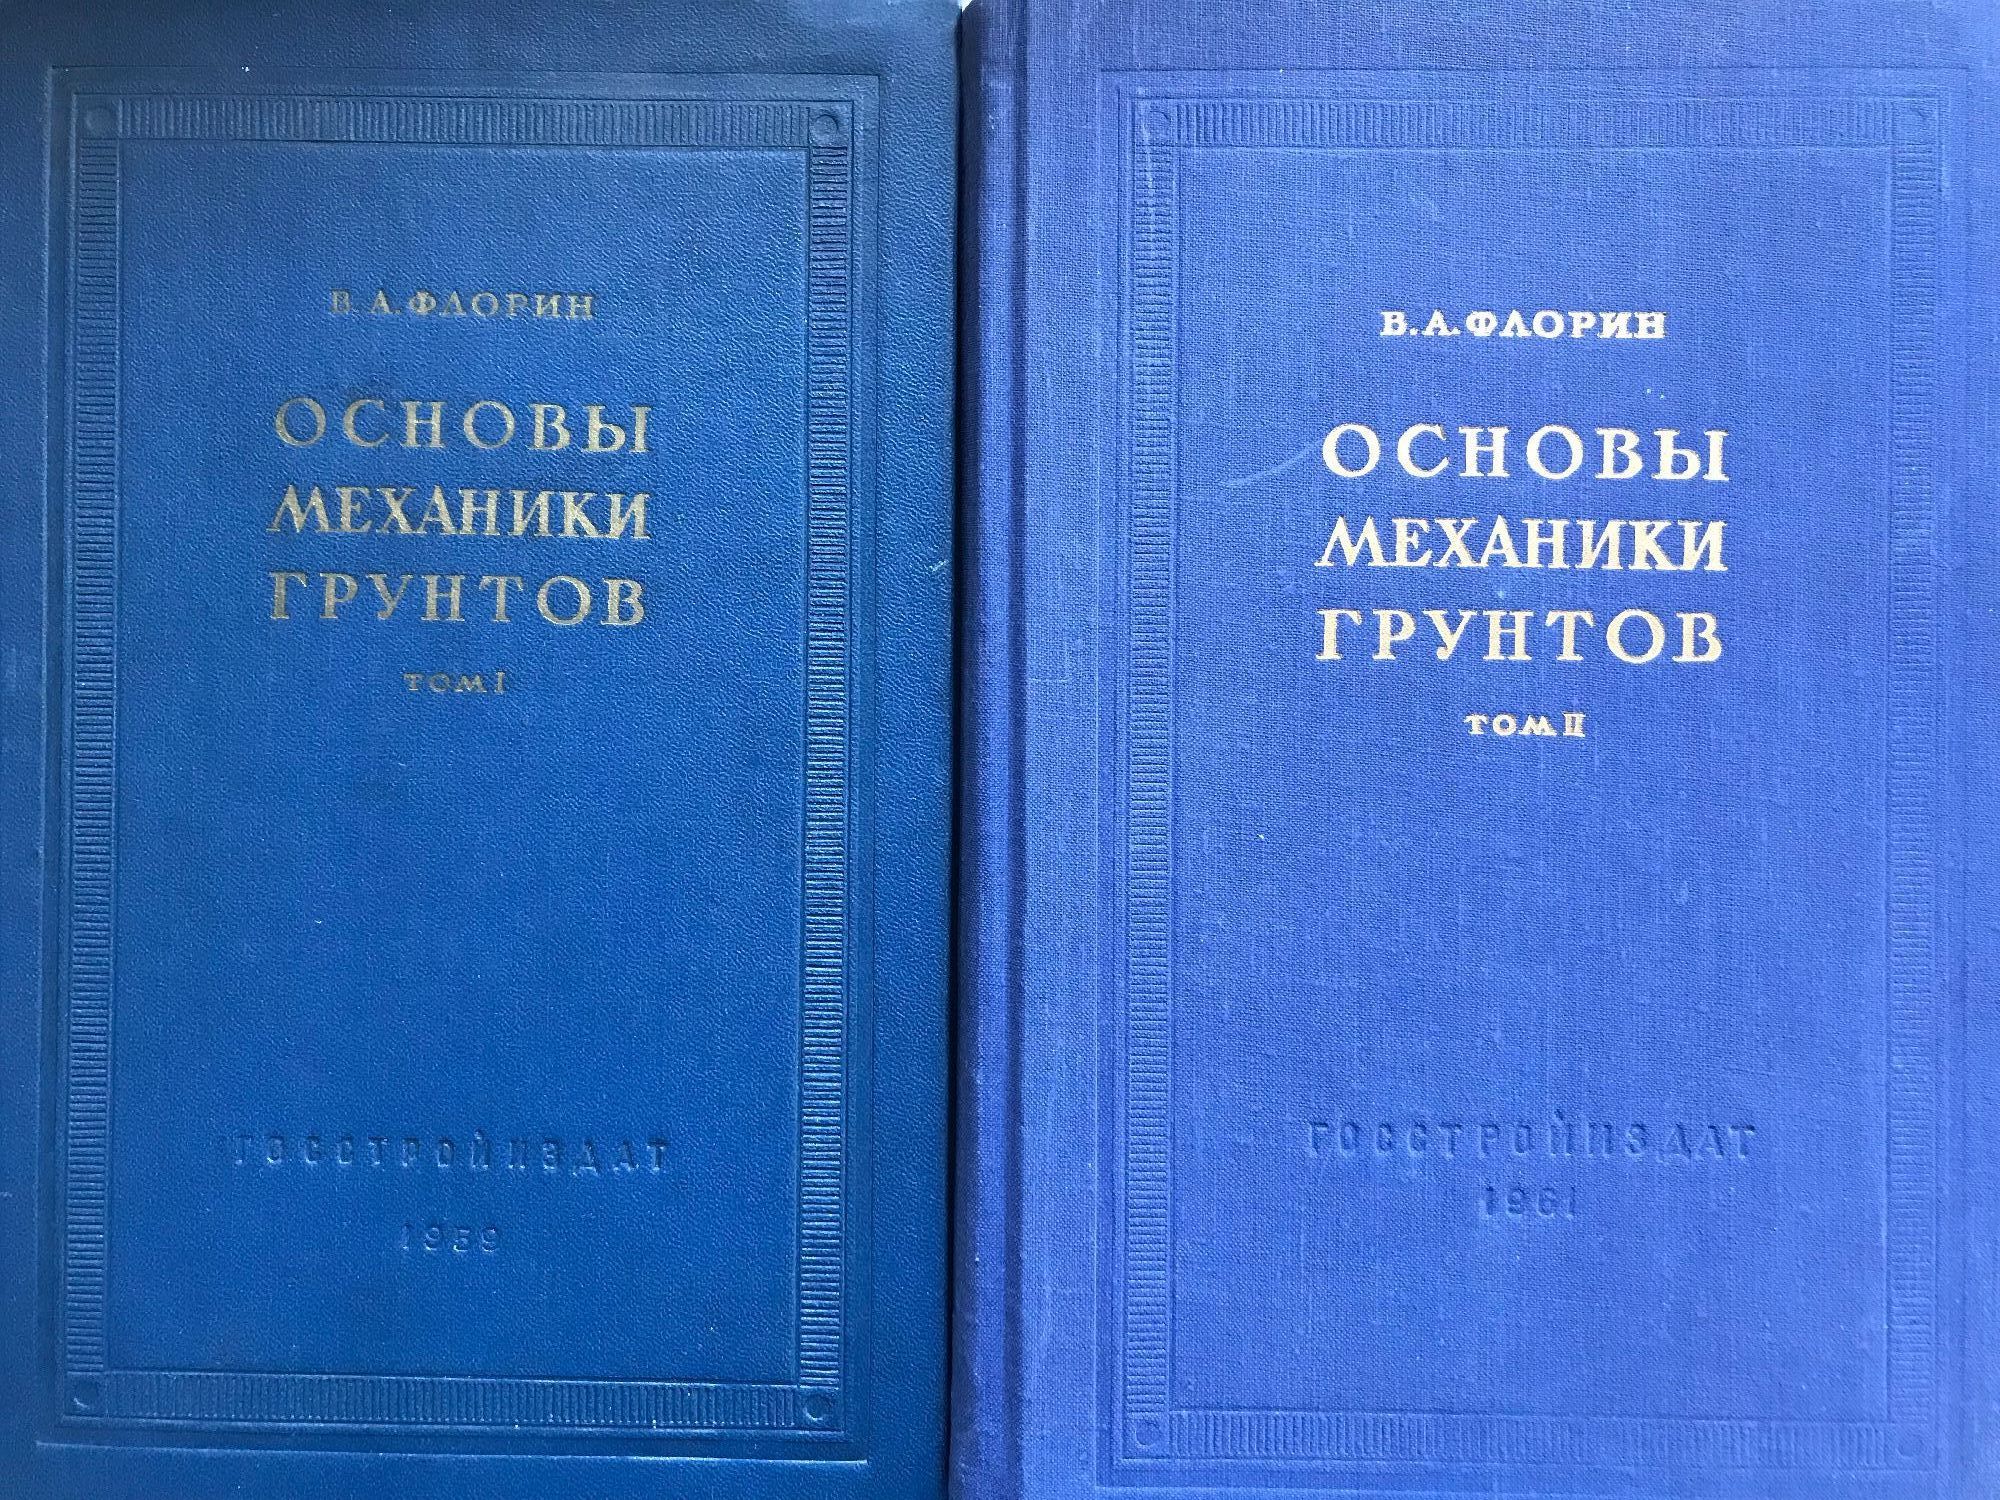 В. А. ФЛОРИН
ОСНОВЫ
МЕХАНИКИ
ГРУНТОВ
ТОМ I
ГОССТРОЙИЗДАТ
1959
В. А. ФЛОРИН
ОСНОВЫ
МЕХАНИКИ
ГРУНТОВ
ТОМ II
ГОССТРОЙИЗДАТ
1961